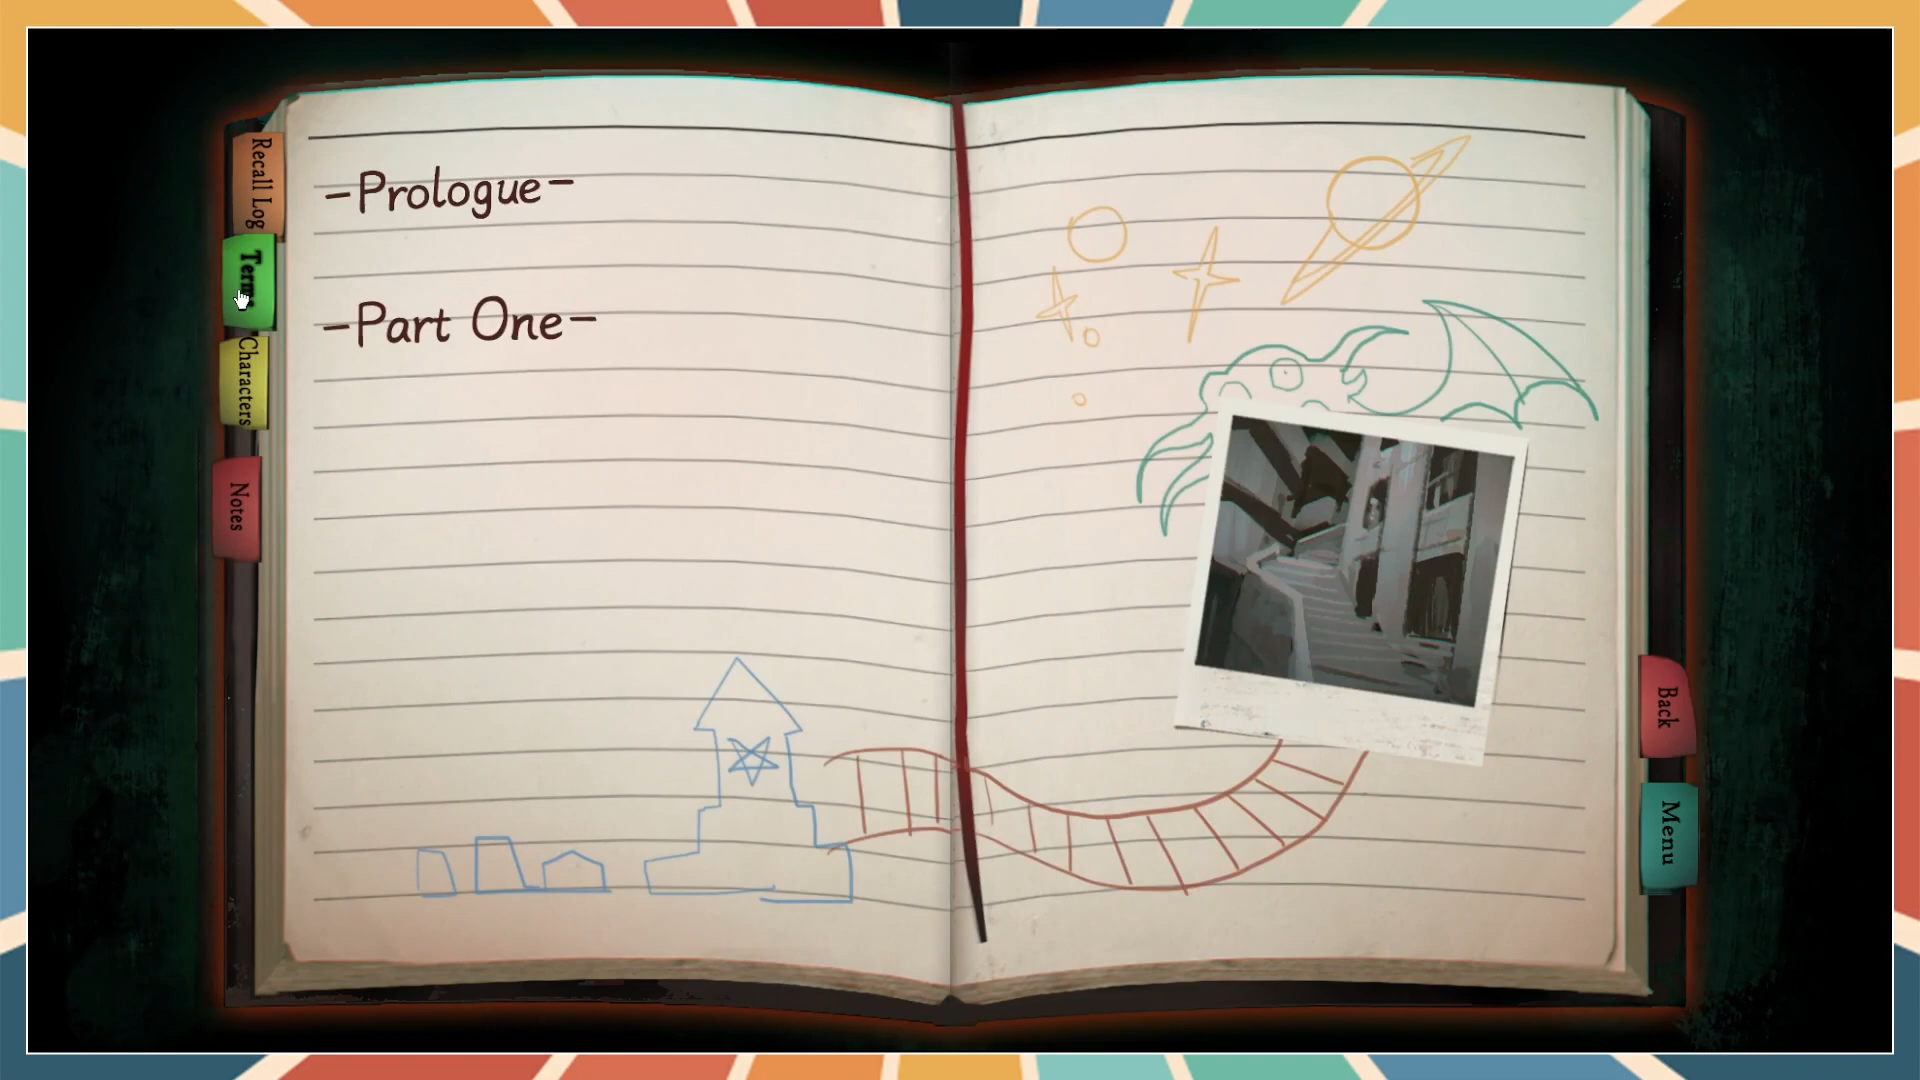 Recall Log
Terms
Characters
Notes
-Prologue-
-Part One-
Back
Menu